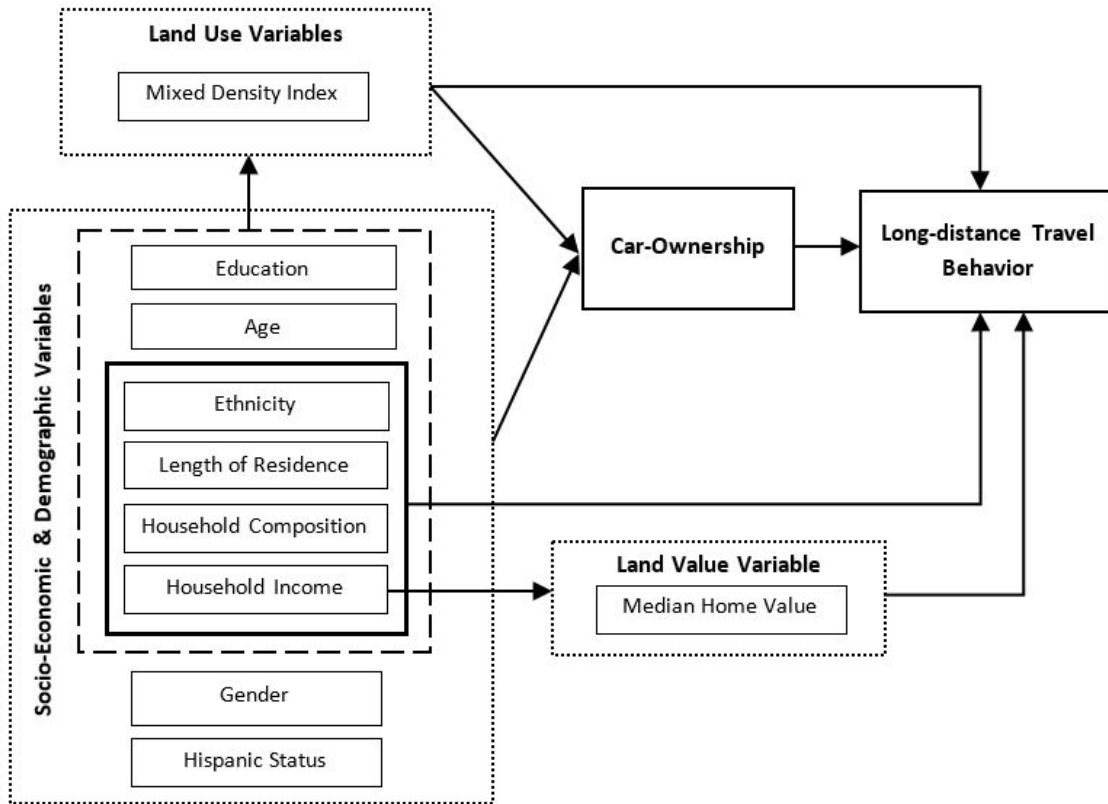 Land Use Variables
Mixed Density Index
Socio-Economic & Demographic Variables
Education
Age
Ethnicity
Length of Residence
Household Composition
Household Income
Gender
Hispanic Status
Car-Ownership
Long-distance Travel
Behavior
Land Value Variable
Median Home Value